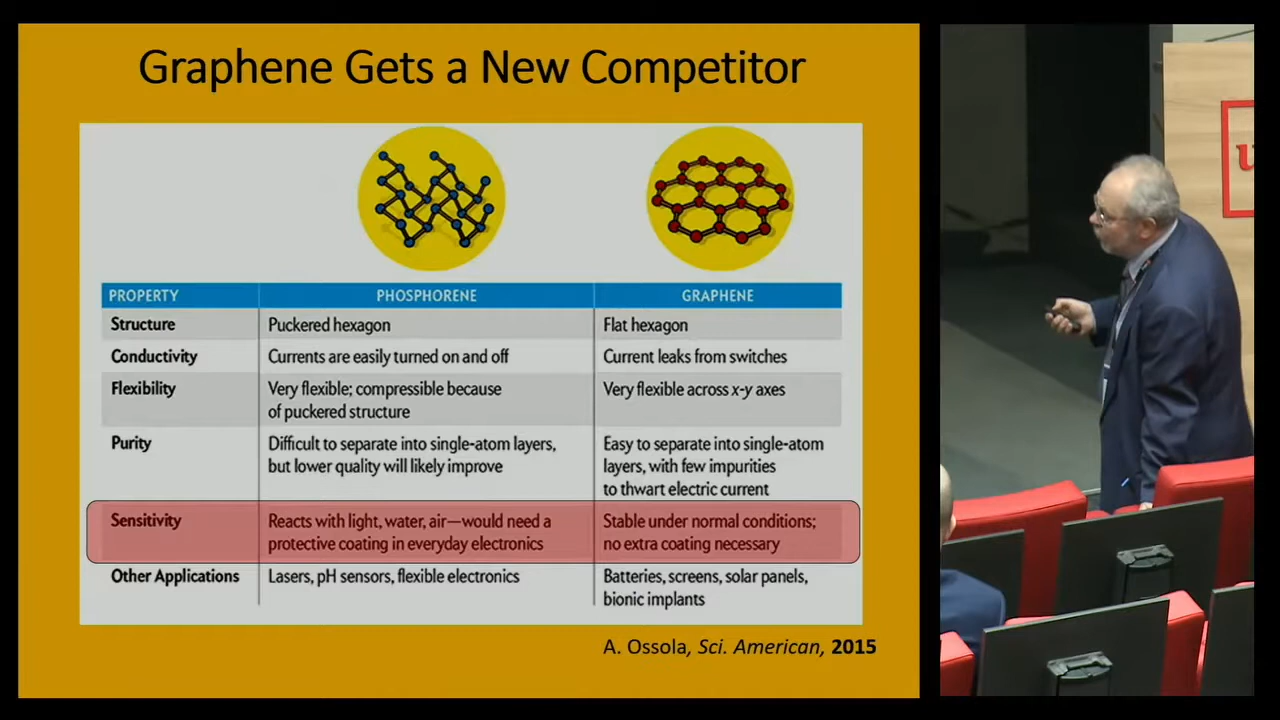 Graphene Gets a New Competitor
PROPERTY PHOSPHORENE GRAPHENE
Structure Puckered hexagon Flat hexagon
Conductivity Currents are easily turned on and off Current leaks from switches
Flexibility Very flexible; compressible because Very flexible across x-y axes
of puckered structure
Purity Difficult to separate into single-atom layers, Easy to separate into single-atom
but lower quality will likely improve layers, with few impurities
to thwart electric current
Sensitivity Reacts with light, water, air—would need a Stable under normal conditions;
protective coating in everyday electronics no extra coating necessary
Other Applications Lasers, pH sensors, flexible electronics Batteries, screens, solar panels,
bionic implants
A. Ossola, Sci. American, 2015